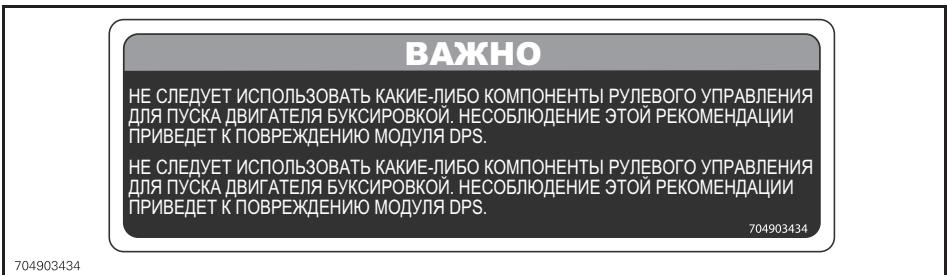 ВАЖНО
НЕ СЛЕДУЕТ ИСПОЛЬЗОВАТЬ КАКИЕ-ЛИБО КОМПОНЕНТЫ РУЛЕВОГО УПРАВЛЕНИЯ
ДЛЯ ПУСКА ДВИГАТЕЛЯ БУКСИРОВКОЙ. НЕСОБЛЮДЕНИЕ ЭТОЙ РЕКОМЕНДАЦИИ
ПРИВЕДЕТ К ПОВРЕЖДЕНИЮ МОДУЛЯ DPS.
НЕ СЛЕДУЕТ ИСПОЛЬЗОВАТЬ КАКИЕ-ЛИБО КОМПОНЕНТЫ РУЛЕВОГО УПРАВЛЕНИЯ
ДЛЯ ПУСКА ДВИГАТЕЛЯ БУКСИРОВКОЙ. НЕСОБЛЮДЕНИЕ ЭТОЙ РЕКОМЕНДАЦИИ
ПРИВЕДЕТ К ПОВРЕЖДЕНИЮ МОДУЛЯ DPS.
704903434
704903434